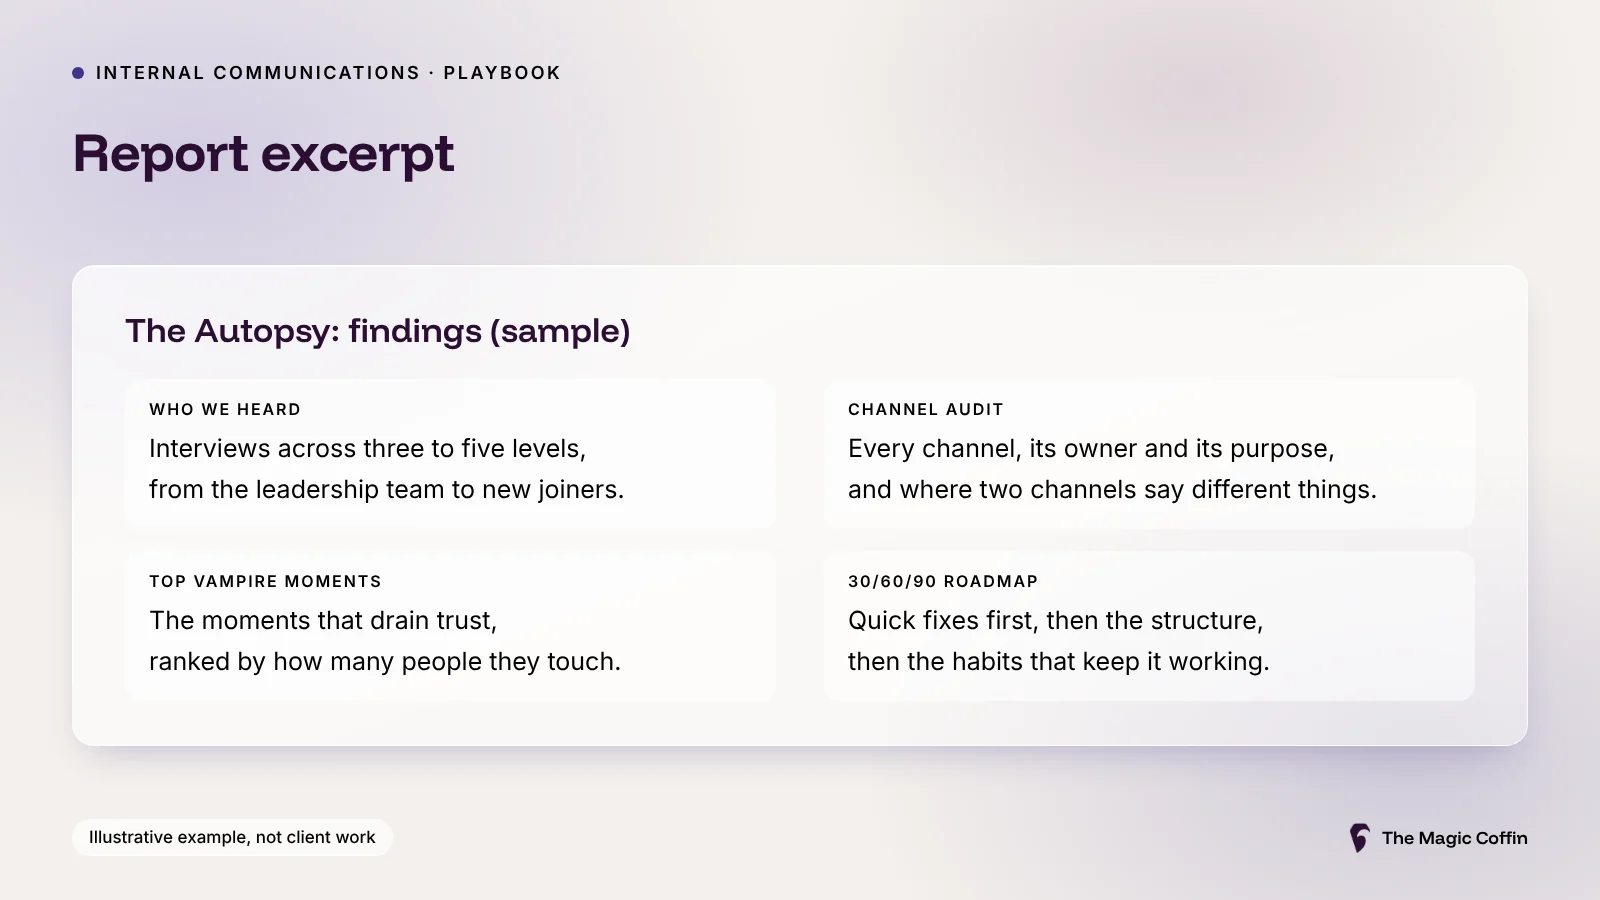 INTERNAL COMMUNICATIONS · PLAYBOOK
Report excerpt
The Autopsy: findings (sample)
WHO WE HEARD
Interviews across three to five levels,
from the leadership team to new joiners.
CHANNEL AUDIT
Every channel, its owner and its purpose,
and where two channels say different things.
TOP VAMPIRE MOMENTS
The moments that drain trust,
ranked by how many people they touch.
30/60/90 ROADMAP
Quick fixes first, then the structure,
then the habits that keep it working.
Illustrative example, not client work
The Magic Coffin